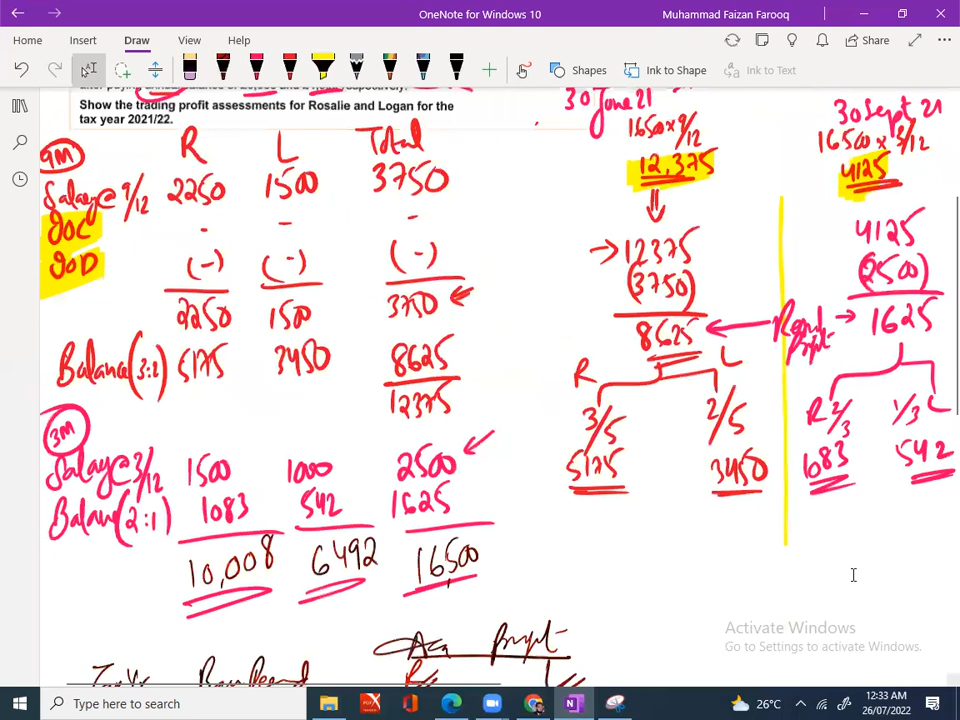 OneNote for Windows 10
Muhammad Faizan Farooq
Home Insert Draw View Help
Share
Shapes
Ink to Shape
Ink to Text
Show the trading profit assessments for Rosalie and Logan for the
tax year 2021/22.
30 June 21
16500 x 9/12
12,375
30 Sept 21
16500 x 3/12
4125
9M
R L Total
Salary@ 9/12 2250 1500 3750
IOC - - -
IOD (-) (-) (-)
2250 1500 3750
Balance(3:2) 5175 3450 8625
12375
3M
Salary@3/12 1500 1000 2500
Balance(2:1) 1083 542 1625
10,008 6492 16,500
12375
(3750)
8625
R L
3/5 2/5
5175 3450
4125
(2500)
1625
R 2/3 1/3 L
1083 542
Activate Windows
Go to Settings to activate Windows.
R L
Type here to search
26°C
12:33 AM
26/07/2022